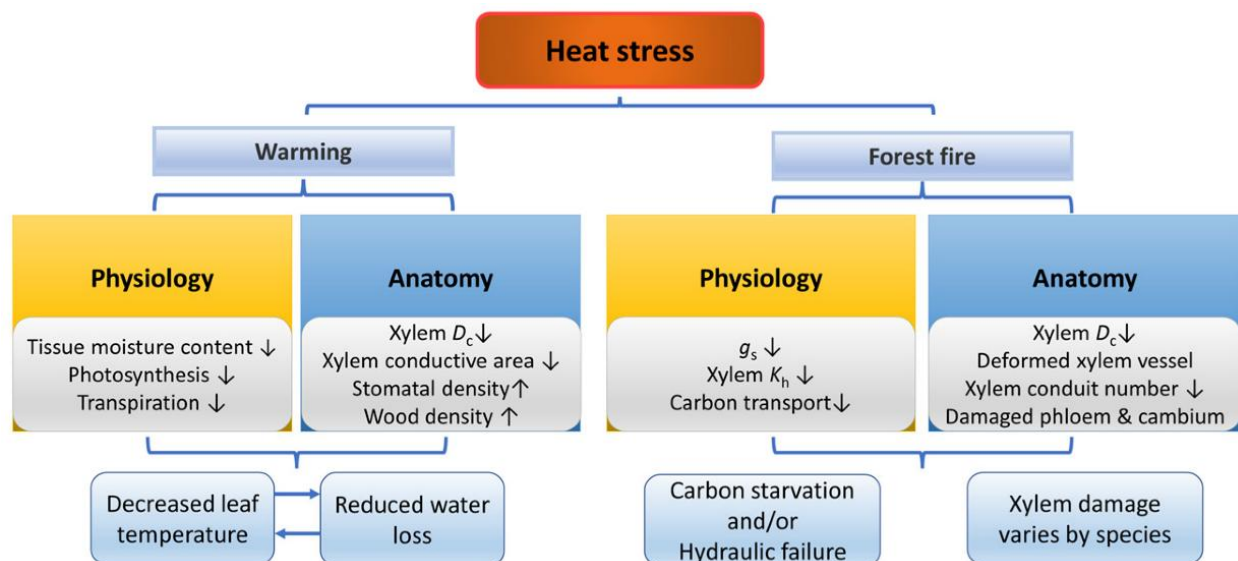 Heat stress
Warming
Forest fire
Physiology
Tissue moisture content ↓
Photosynthesis ↓
Transpiration ↓
Anatomy
Xylem Dc↓
Xylem conductive area ↓
Stomatal density↑
Wood density ↑
Physiology
gs ↓
Xylem Kh ↓
Carbon transport↓
Anatomy
Xylem Dc↓
Deformed xylem vessel
Xylem conduit number ↓
Damaged phloem & cambium
Decreased leaf
temperature
Reduced water
loss
Carbon starvation
and/or
Hydraulic failure
Xylem damage
varies by species